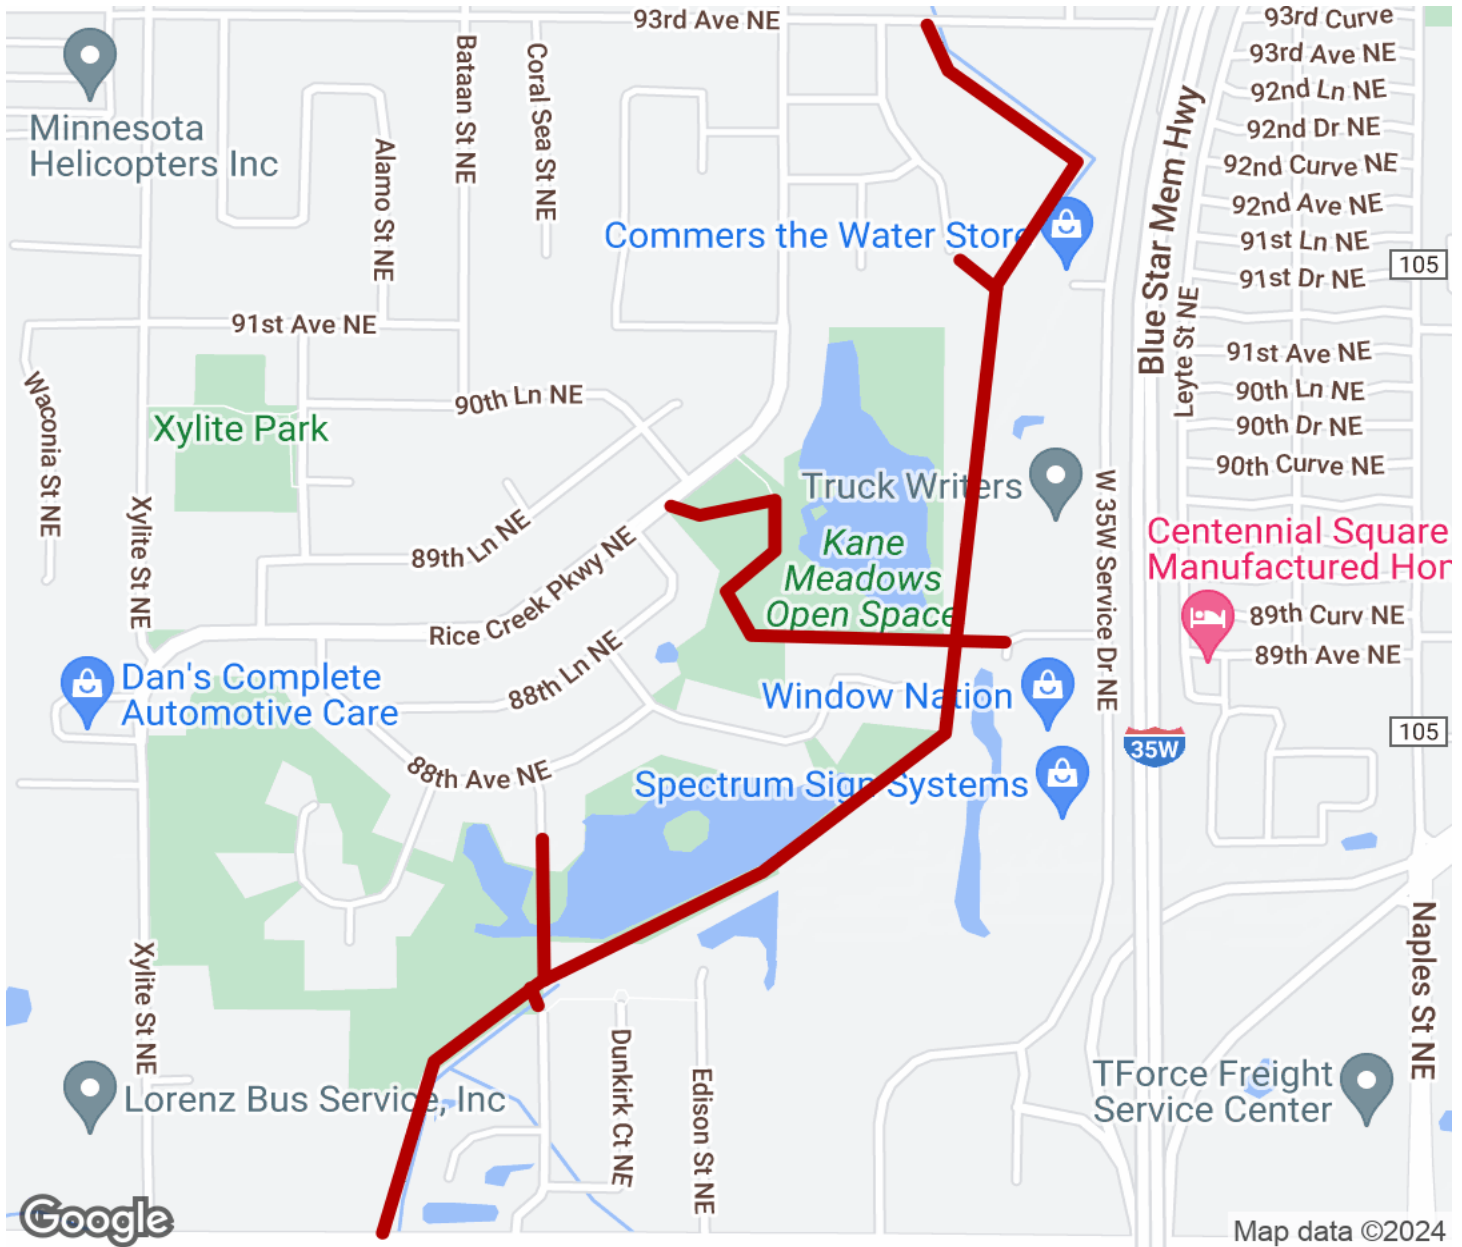 93rd Ave NE
93rd Curve
93rd Ave NE
92nd Ln NE
92nd Dr NE
92nd Curve NE
92nd Ave NE
91st Ln NE
91st Dr NE
105
91st Ave NE
90th Ln NE
90th Dr NE
90th Curve NE
Minnesota
Helicopters Inc
Bataan St NE
Coral Sea St NE
Alamo St NE
Blue Star Mem Hwy
Leyte St NE
Commers the Water Store
91st Ave NE
Waconia St NE
90th Ln NE
Xylite Park
Truck Writers
W 35W Service Dr NE
Xylite St NE
89th Ln NE
Rice Creek Pkwy NE
Kane
Meadows
Open Space
Centennial Square
Manufactured Hom
89th Curv NE
89th Ave NE
Dan's Complete
Automotive Care
88th Ln NE
Window Nation
105
35W
88th Ave NE
Spectrum Sign Systems
Xylite St NE
Naples St NE
Dunkirk Ct NE
Edison St NE
Lorenz Bus Service, Inc
TForce Freight
Service Center
Google
Map data ©2024